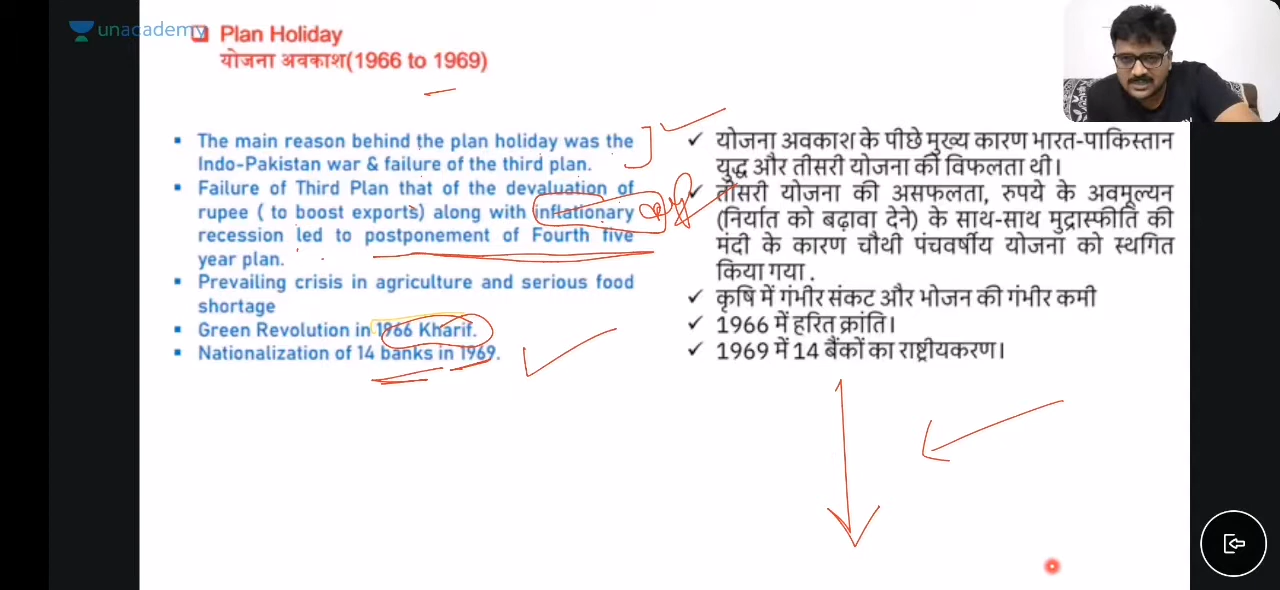 unacademy
Plan Holiday
योजना अवकाश(1966 to 1969)
The main reason behind the plan holiday was the
Indo-Pakistan war & failure of the third plan.
Failure of Third Plan that of the devaluation of
rupee ( to boost exports) along with inflationary
recession led to postponement of Fourth five
year plan.
Prevailing crisis in agriculture and serious food
shortage
Green Revolution in 1966 Kharif.
Nationalization of 14 banks in 1969.
योजना अवकाश के पीछे मुख्य कारण भारत-पाकिस्तान
युद्ध और तीसरी योजना की विफलता थी।
तीसरी योजना की असफलता, रुपये के अवमूल्यन
(निर्यात को बढ़ावा देने) के साथ-साथ मुद्रास्फीति की
मंदी के कारण चौथी पंचवर्षीय योजना को स्थगित
किया गया .
कृषि में गंभीर संकट और भोजन की गंभीर कमी
1966 में हरित क्रांति।
1969 में 14 बैंकों का राष्ट्रीयकरण।